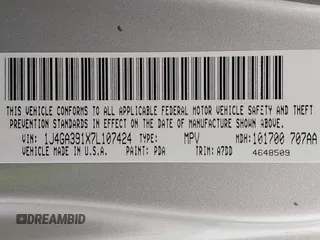 THIS VEHICLE CONFORMS TO ALL APPLICABLE FEDERAL MOTOR VEHICLE SAFETY AND THEFT
PREVENTION STANDARDS IN EFFECT ON THE DATE OF MANUFACTURE SHOWN ABOVE.
VIN: 1J4GA391X7L107424 TYPE: MPV MDH: 101700 707AA
VEHICLE MADE IN U.S.A. PAINT: PDA TRIM: A7DD 4648509
DREAMBID